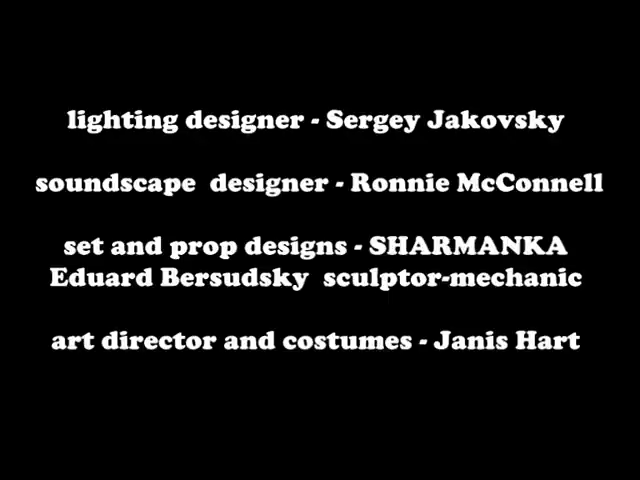 lighting designer - Sergey Jakovsky
soundscape  designer - Ronnie McConnell
set and prop designs - SHARMANKA
Eduard Bersudsky  sculptor-mechanic
art director and costumes - Janis Hart